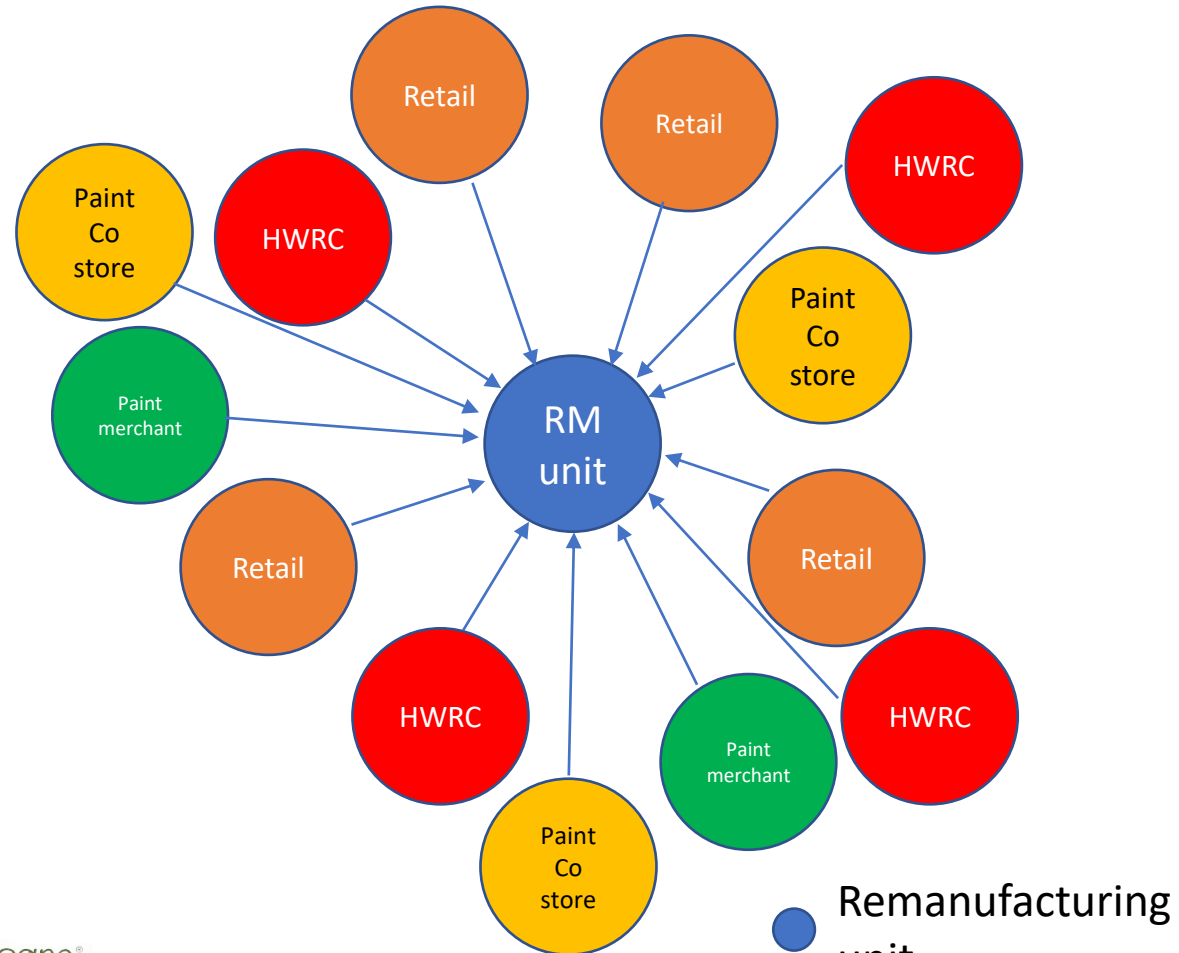 Retail
Retail
HWRC
Paint
Co
store
HWRC
Paint
Co
store
Paint
merchant
RM
unit
Retail
Retail
HWRC
HWRC
Paint
merchant
Paint
Co
store
Remanufacturing
unit